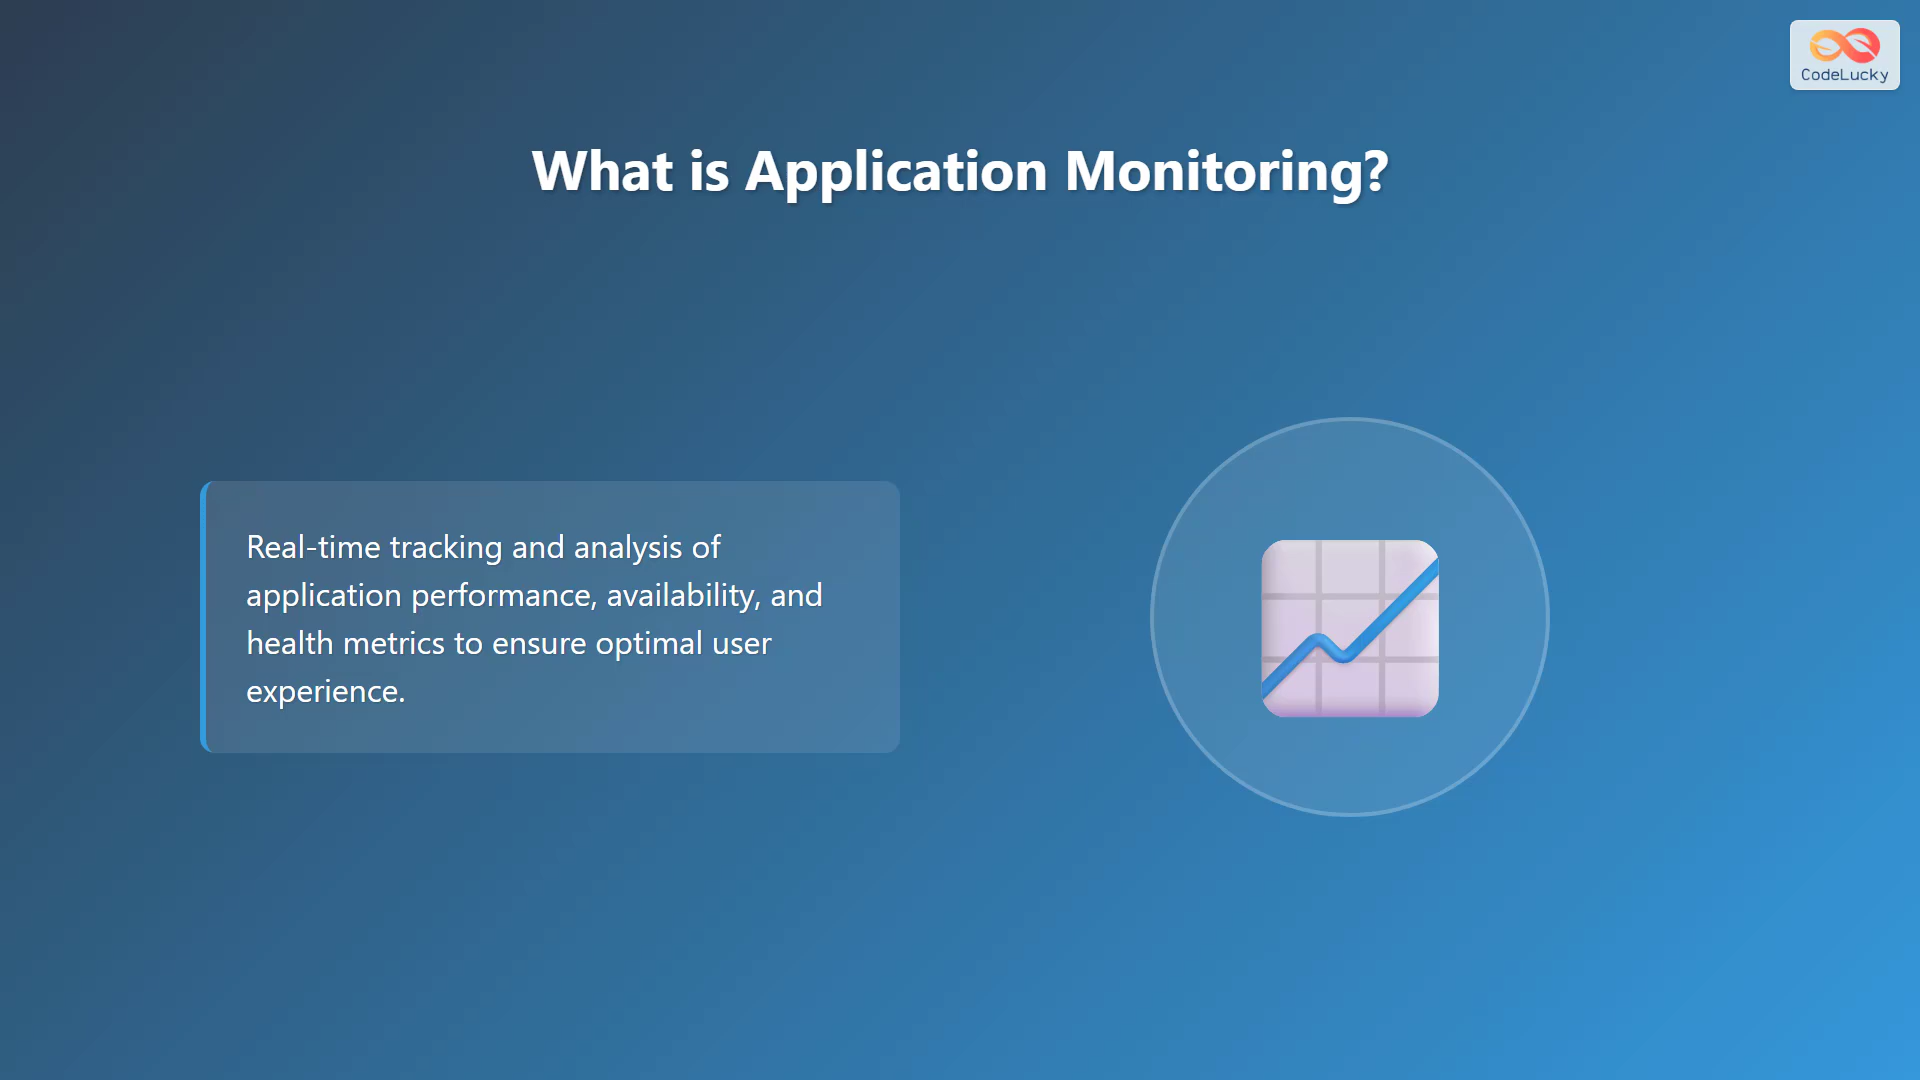 CodeLucky
What is Application Monitoring?
Real-time tracking and analysis of
application performance, availability, and
health metrics to ensure optimal user
experience.